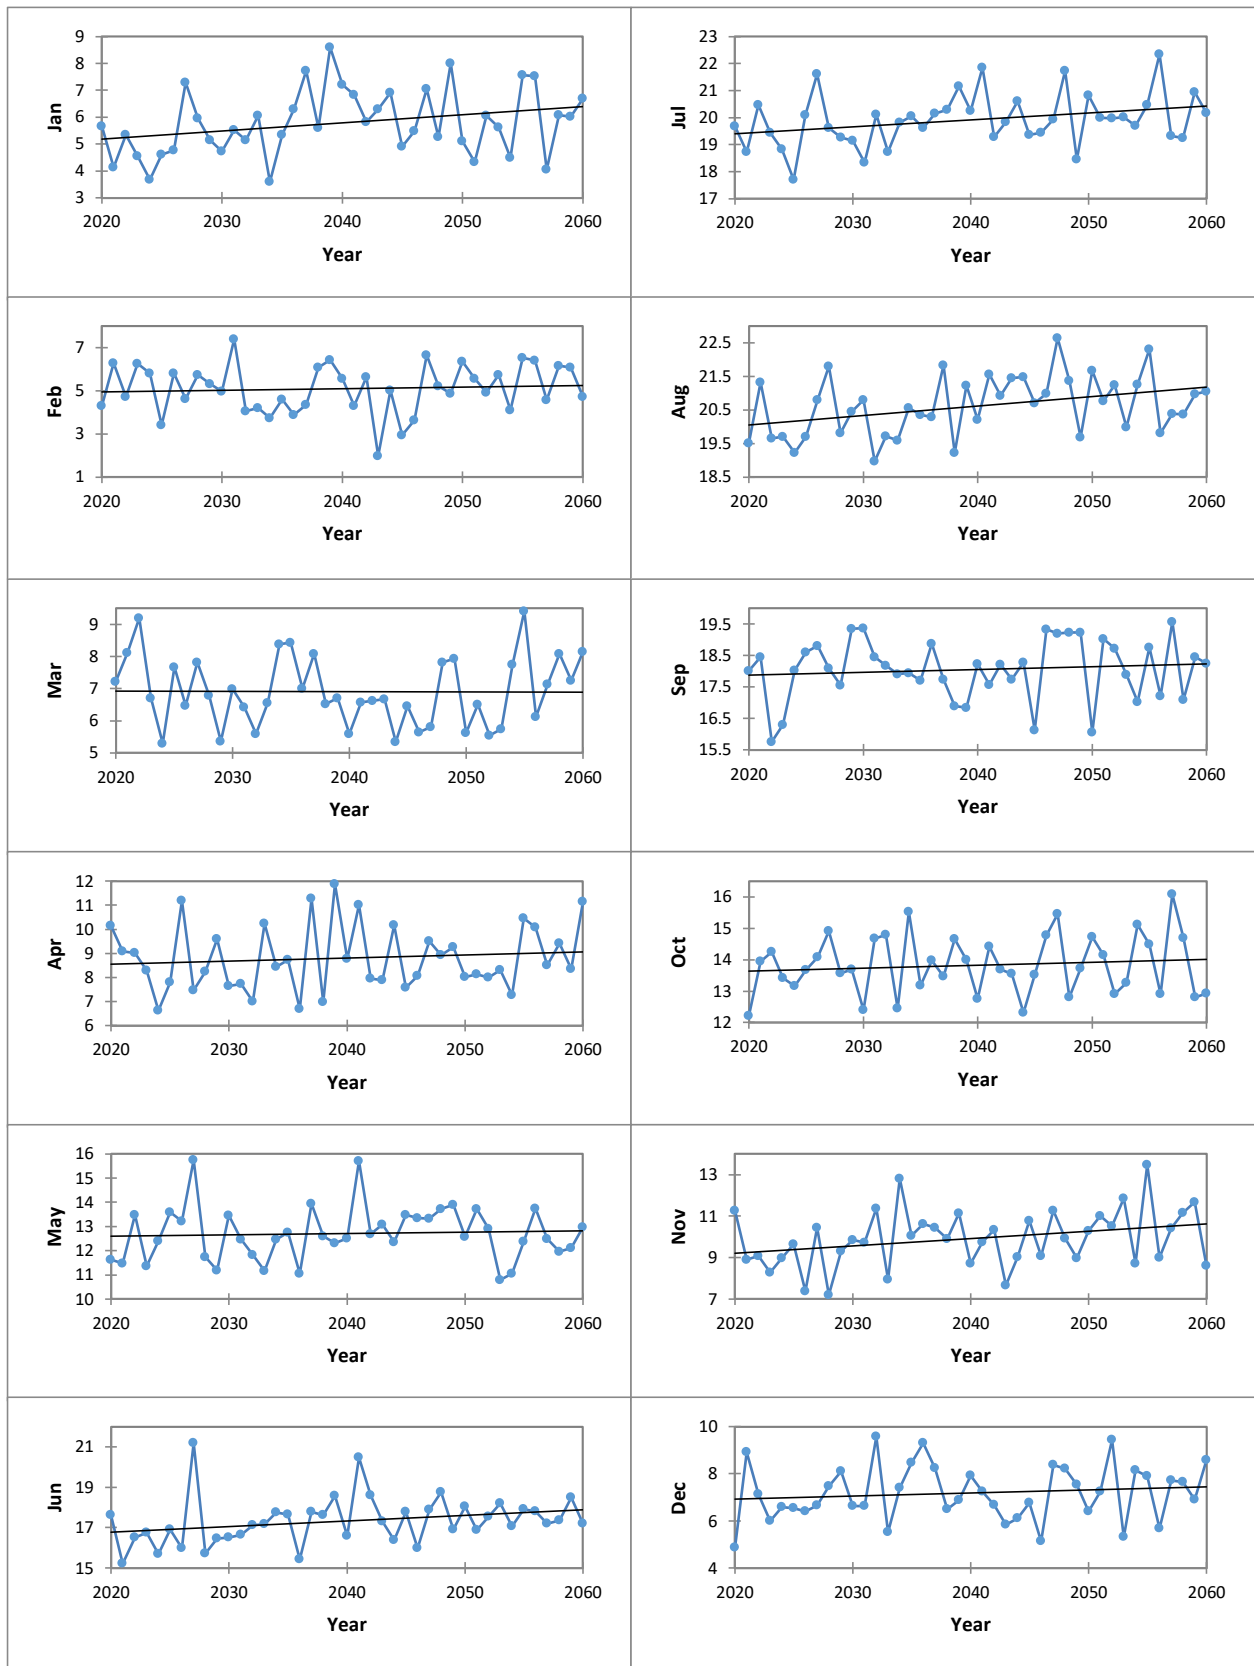 Jan
9
8
7
6
5
4
3
2020 2030 2040 2050 2060
Year
Jul
23
22
21
20
19
18
17
2020 2030 2040 2050 2060
Year
Feb
7
5
3
1
2020 2030 2040 2050 2060
Year
Aug
22.5
21.5
20.5
19.5
18.5
2020 2030 2040 2050 2060
Year
Mar
9
8
7
6
5
2020 2030 2040 2050 2060
Year
Sep
19.5
18.5
17.5
16.5
15.5
2020 2030 2040 2050 2060
Year
Apr
12
11
10
9
8
7
6
2020 2030 2040 2050 2060
Year
Oct
16
15
14
13
12
2020 2030 2040 2050 2060
Year
May
16
15
14
13
12
11
10
2020 2030 2040 2050 2060
Year
Nov
13
11
9
7
2020 2030 2040 2050 2060
Year
Jun
21
19
17
15
2020 2030 2040 2050 2060
Year
Dec
10
8
6
4
2020 2030 2040 2050 2060
Year